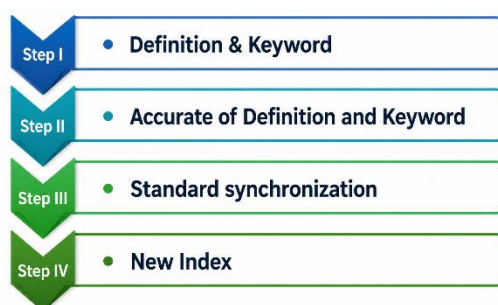 Step I
• Definition & Keyword
Step II
• Accurate of Definition and Keyword
Step III
• Standard synchronization
Step IV
• New Index